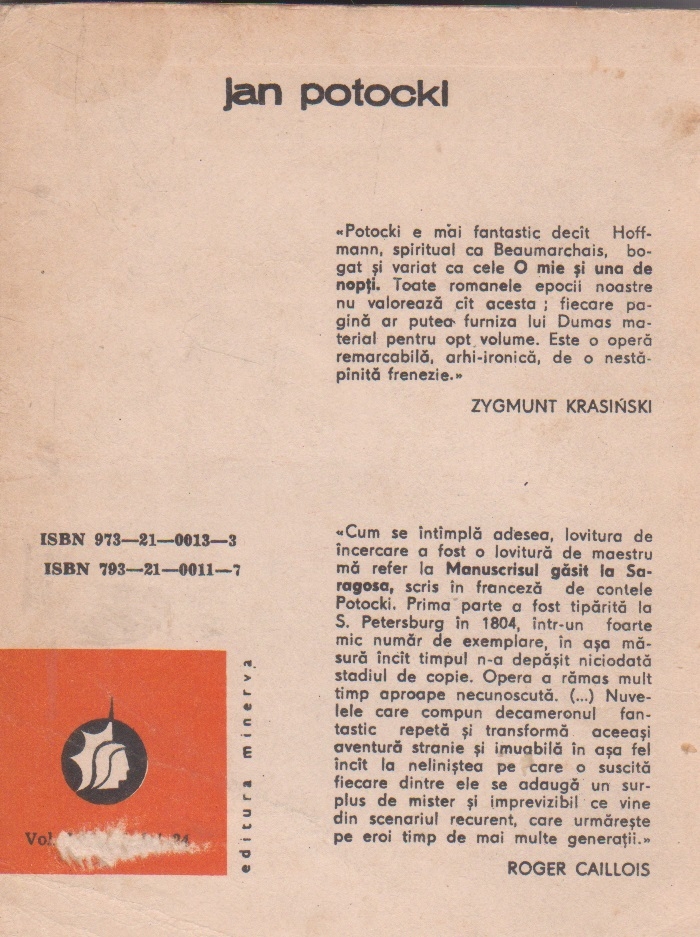 jan potocki
«Potocki e mai fantastic decît Hoff-
mann, spiritual ca Beaumarchais, bo-
gat și variat ca cele O mie și una de
nopți. Toate romanele epocii noastre
nu valorează cît acesta ; fiecare pa-
gină ar putea furniza lui Dumas ma-
terial pentru opt volume. Este o operă
remarcabilă, arhi-ironică, de o nestă-
pinită frenezie.»
ZYGMUNT KRASIŃSKI
ISBN 973—21—0013—3
ISBN 793—21—0011—7
«Cum se întîmplă adesea, lovitura de
încercare a fost o lovitură de maestru
mă refer la Manuscrisul găsit la Sa-
ragosa, scris în franceză de contele
Potocki. Prima parte a fost tipărită la
S. Petersburg în 1804, într-un foarte
mic număr de exemplare, în așa mă-
sură încît timpul n-a depășit niciodată
stadiul de copie. Opera a rămas mult
timp aproape necunoscută. (...) Nuve-
lele care compun decameronul fan-
tastic repetă și transformă aceeași
aventură stranie și imuabilă în așa fel
încît la neliniștea pe care o suscită
fiecare dintre ele se adaugă un sur-
plus de mister și imprevizibil ce vine
din scenariul recurent, care urmărește
pe eroi timp de mai multe generații.»
ROGER CAILLOIS
editura minerva
Vol.